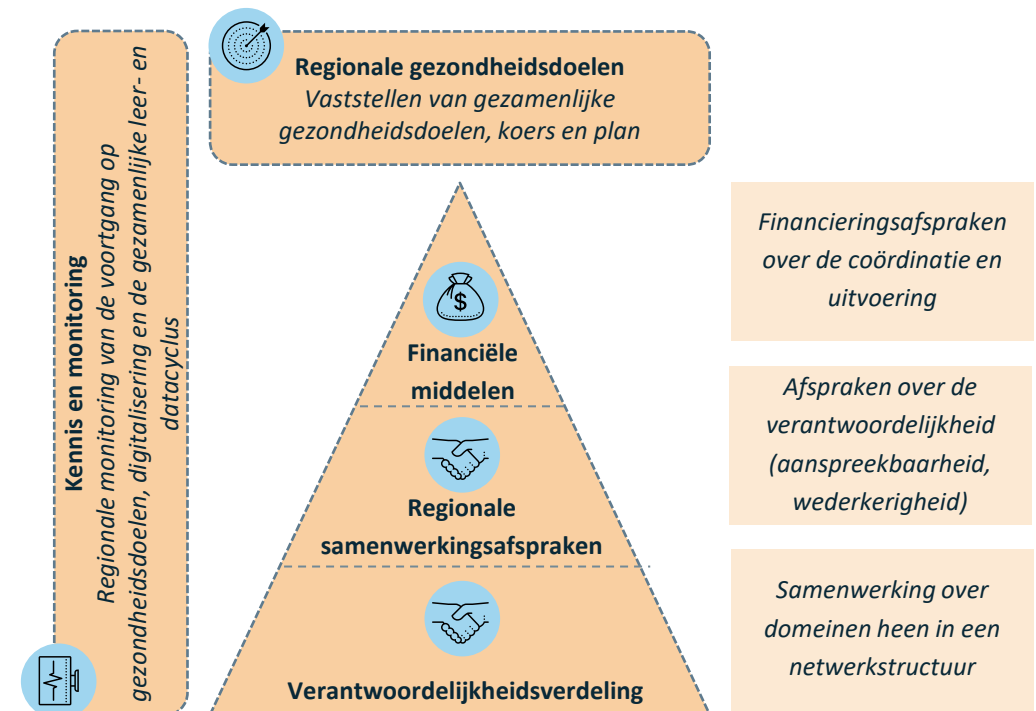 Regionale gezondheidsdoelen
Vaststellen van gezamenlijke
gezondheidsdoelen, koers en plan
Kennis en monitoring
Regionale monitoring van de voortgang op
gezondheidsdoelen, digitalisering en de gezamenlijke leer- en
datacyclus
$
Financiële
middelen
Financieringsafspraken
over de coördinatie en
uitvoering
Regionale
samenwerkingsafspraken
Afspraken over de
verantwoordelijkheid
(aanspreekbaarheid,
wederkerigheid)
Verantwoordelijkheidsverdeling
Samenwerking over
domeinen heen in een
netwerkstructuur